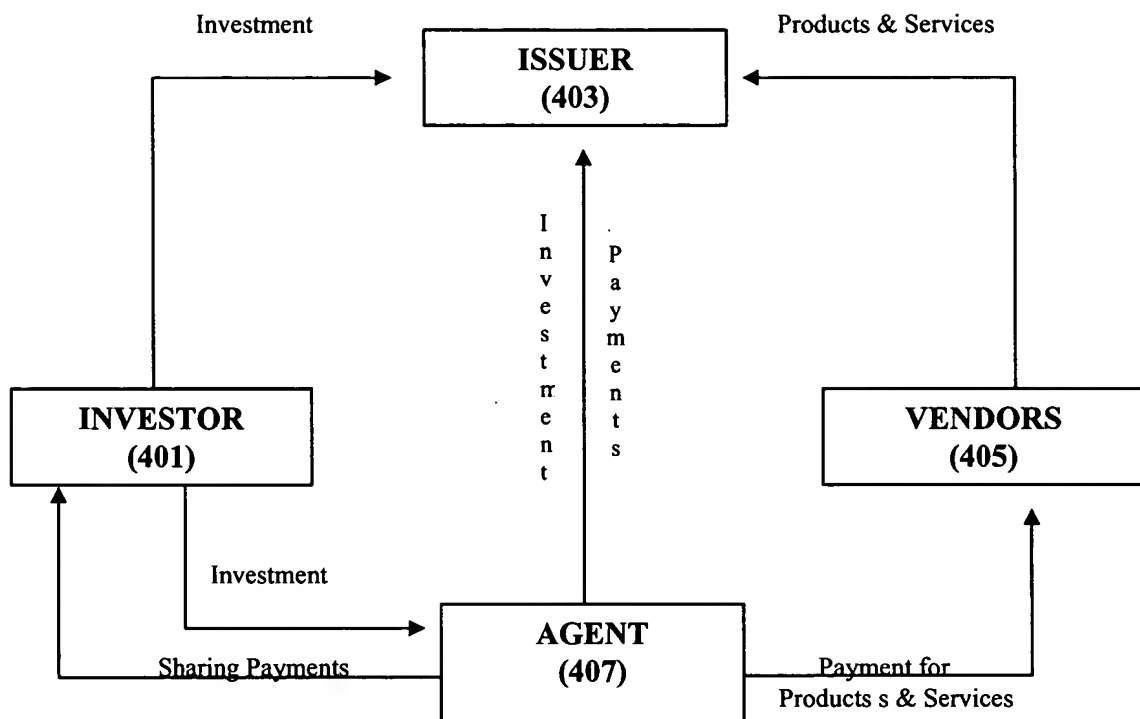 Investment
Products & Services
ISSUER
(403)
Investment
Payments
INVESTOR
(401)
VENDORS
(405)
Investment
AGENT
(407)
Sharing Payments
Payment for
Products s & Services